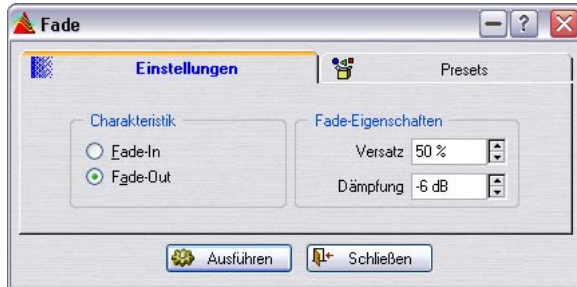 Fade
Einstellungen
Presets
Charakteristik
Fade-In
Fade-Out
Fade-Eigenschaften
Versatz 50 %
Dämpfung -6 dB
Ausführen
Schließen